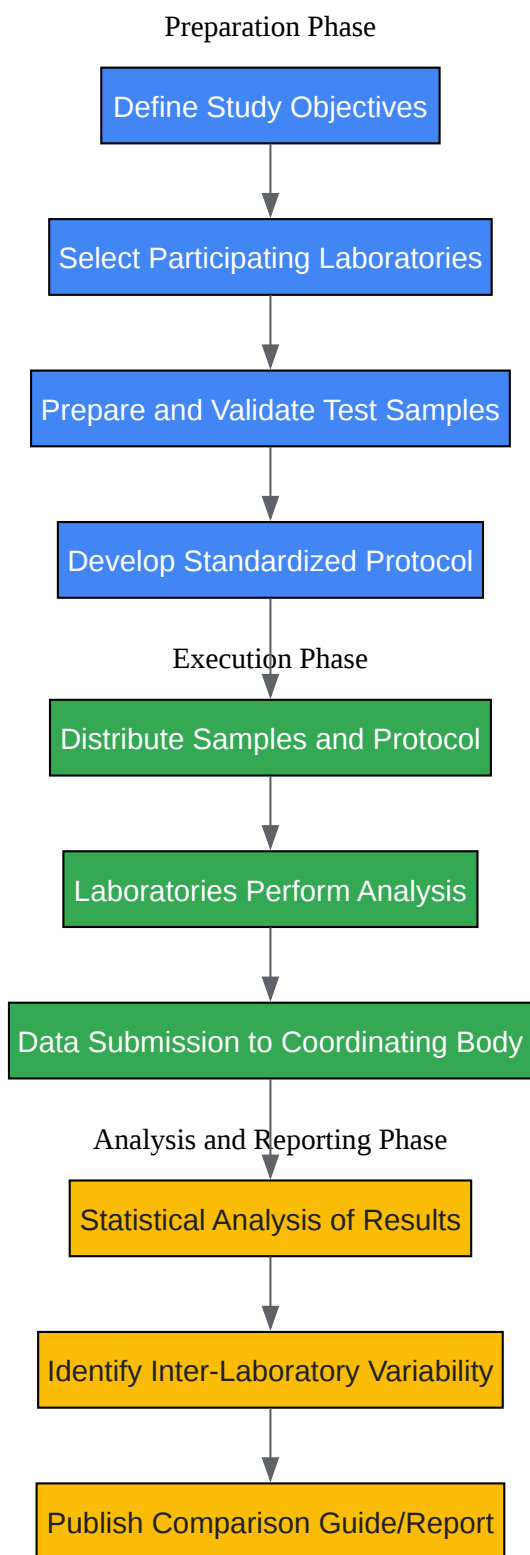 Preparation Phase
Define Study Objectives
Select Participating Laboratories
Prepare and Validate Test Samples
Develop Standardized Protocol
Execution Phase
Distribute Samples and Protocol
Laboratories Perform Analysis
Data Submission to Coordinating Body
Analysis and Reporting Phase
Statistical Analysis of Results
Identify Inter-Laboratory Variability
Publish Comparison Guide/Report